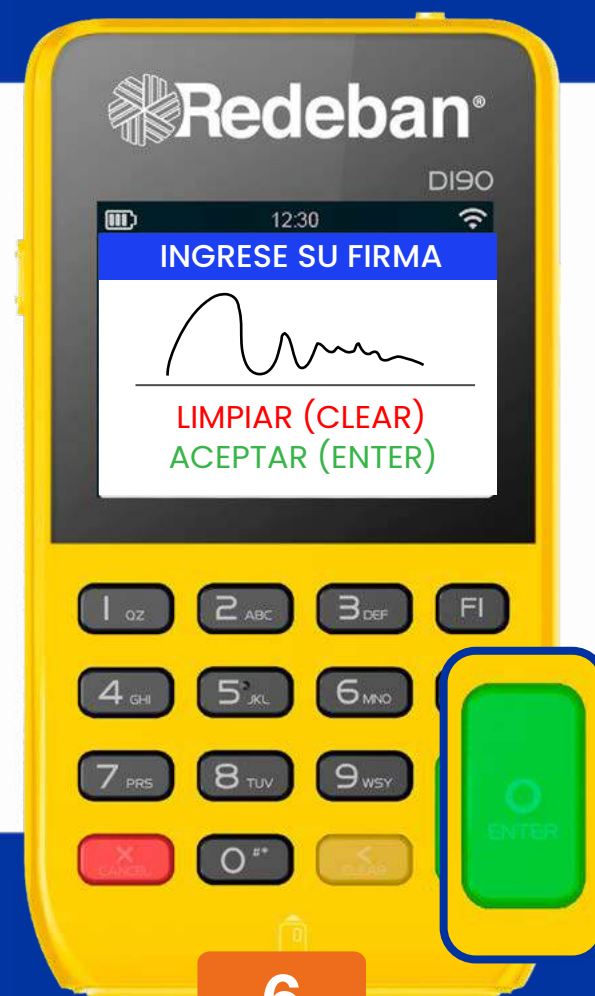 Redeban®
DI90
12:30
INGRESE SU FIRMA
LIMPIAR (CLEAR)
ACEPTAR (ENTER)
1 QZ 2 ABC 3 DEF FI
4 GHI 5 JKL 6 MNO
7 PRS 8 TUV 9 WSY
ENTER
CANCEL 0 #* CLEAR
6